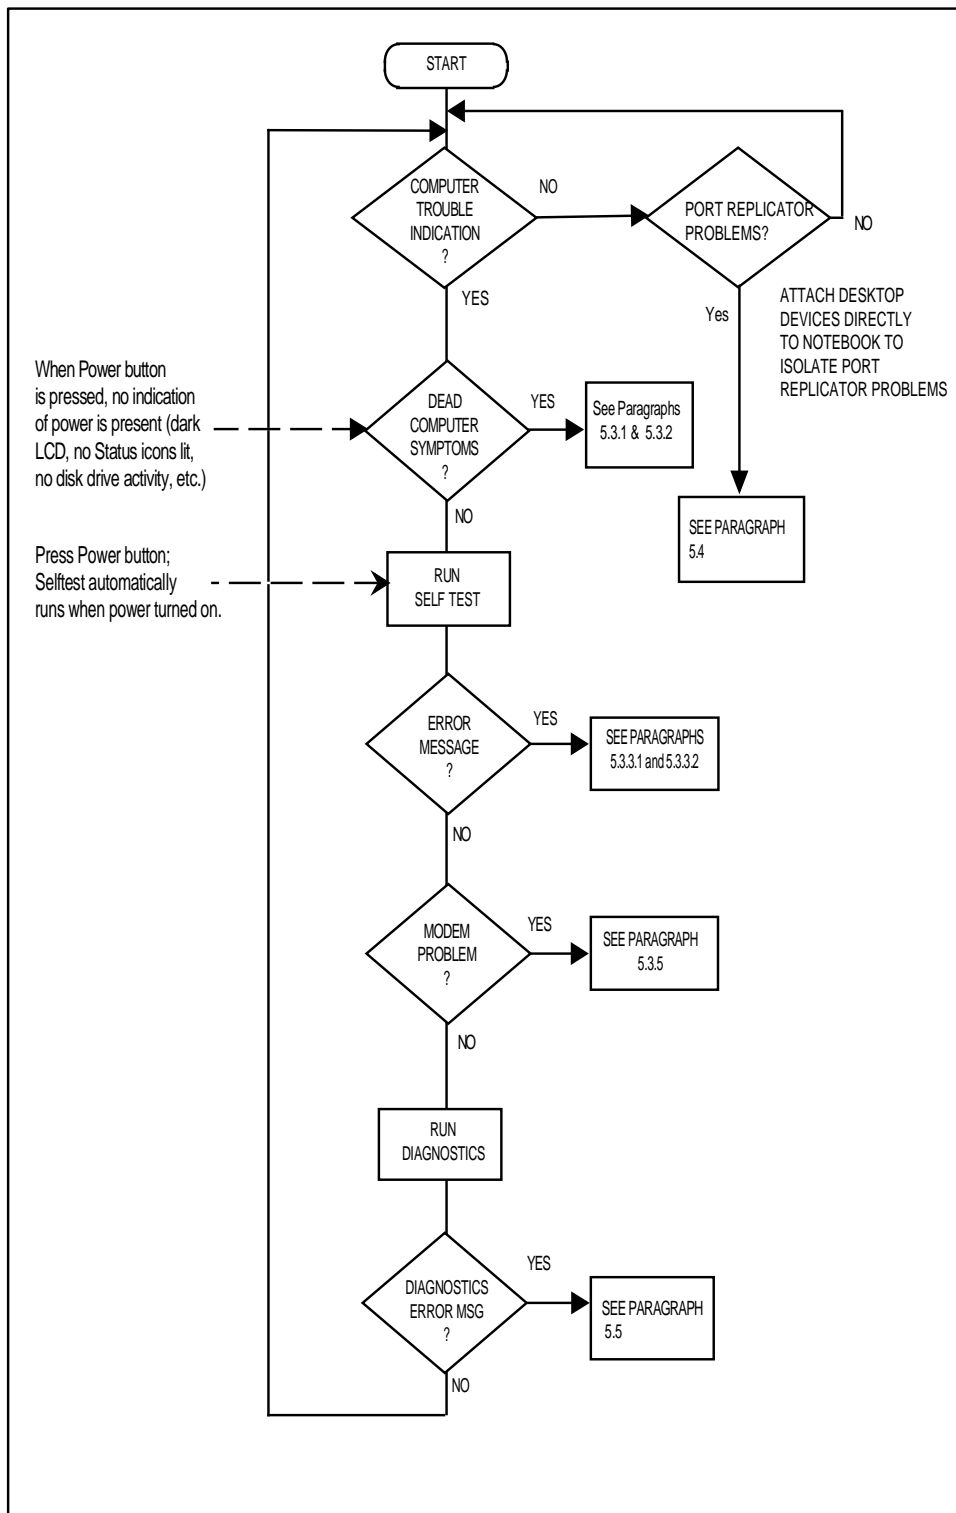 START
COMPUTER
TROUBLE
INDICATION
?
NO
PORT REPLICATOR
PROBLEMS?
NO
YES
Yes
ATTACH DESKTOP
DEVICES DIRECTLY
TO NOTEBOOK TO
ISOLATE PORT
REPLICATOR PROBLEMS
When Power button
is pressed, no indication
of power is present (dark
LCD, no Status icons lit,
no disk drive activity, etc.)
DEAD
COMPUTER
SYMPTOMS
?
YES
See Paragraphs
5.3.1 & 5.3.2
NO
SEE PARAGRAPH
5.4
Press Power button;
Selftest automatically
runs when power turned on.
RUN
SELF TEST
ERROR
MESSAGE
?
YES
SEE PARAGRAPHS
5.3.3.1 and 5.3.3.2
NO
MODEM
PROBLEM
?
YES
SEE PARAGRAPH
5.3.5
NO
RUN
DIAGNOSTICS
DIAGNOSTICS
ERROR MSG
?
YES
SEE PARAGRAPH
5.5
NO